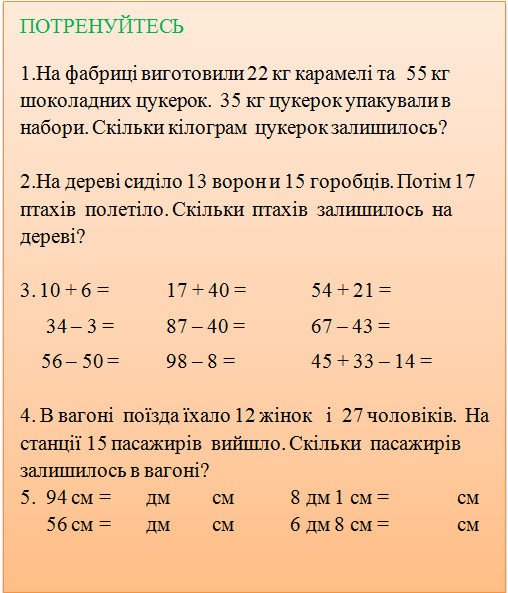 ПОТРЕНУЙТЕСЬ
1.На фабриці виготовили 22 кг карамелі та 55 кг
шоколадних цукерок. 35 кг цукерок упакували в
набори. Скільки кілограм цукерок залишилось?
2.На дереві сиділо 13 ворон и 15 горобців. Потім 17
птахів полетіло. Скільки птахів залишилось на
дереві?
3. 10 + 6 = 17 + 40 = 54 + 21 =
34 – 3 = 87 – 40 = 67 – 43 =
56 – 50 = 98 – 8 = 45 + 33 – 14 =
4. В вагоні поїзда їхало 12 жінок і 27 чоловіків. На
станції 15 пасажирів вийшло. Скільки пасажирів
залишилось в вагоні?
5. 94 см = дм см 8 дм 1 см = см
56 см = дм см 6 дм 8 см = см